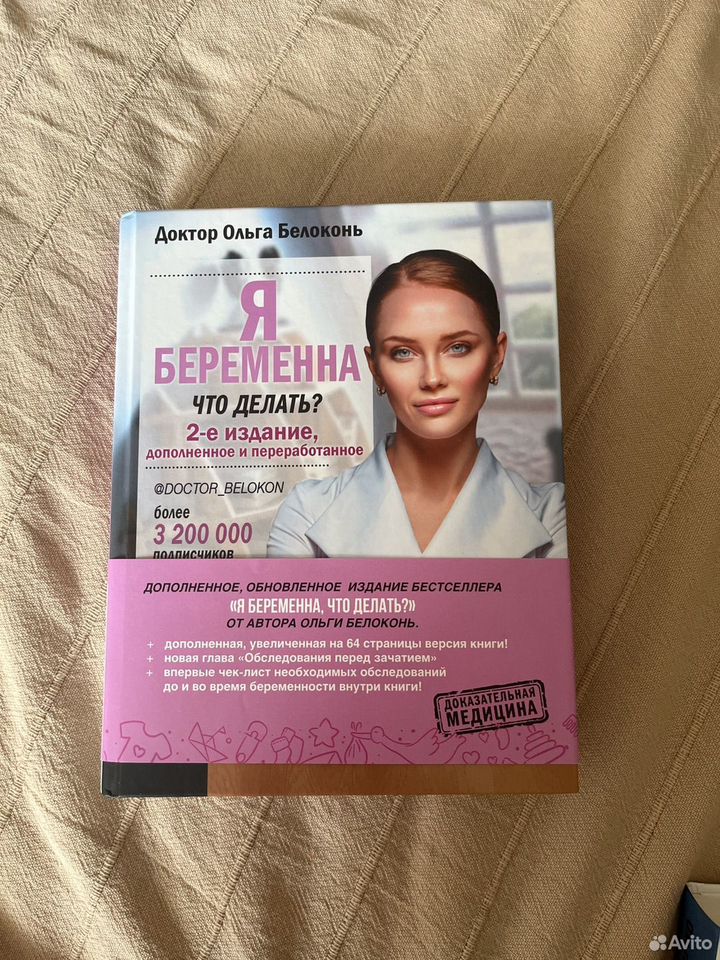 Доктор Ольга Белоконь
Я
БЕРЕМЕННА
ЧТО ДЕЛАТЬ?
2-е издание,
дополненное и переработанное
@DOCTOR_BELOKON
более
3 200 000
подписчиков
ДОПОЛНЕННОЕ, ОБНОВЛЕННОЕ ИЗДАНИЕ БЕСТСЕЛЛЕРА
«Я БЕРЕМЕННА, ЧТО ДЕЛАТЬ?»
ОТ АВТОРА ОЛЬГИ БЕЛОКОНЬ.
+ дополненная, увеличенная на 64 страницы версия книги!
+ новая глава «Обследования перед зачатием»
+ впервые чек-лист необходимых обследований
до и во время беременности внутри книги!
ДОКАЗАТЕЛЬНАЯ
МЕДИЦИНА
Avito